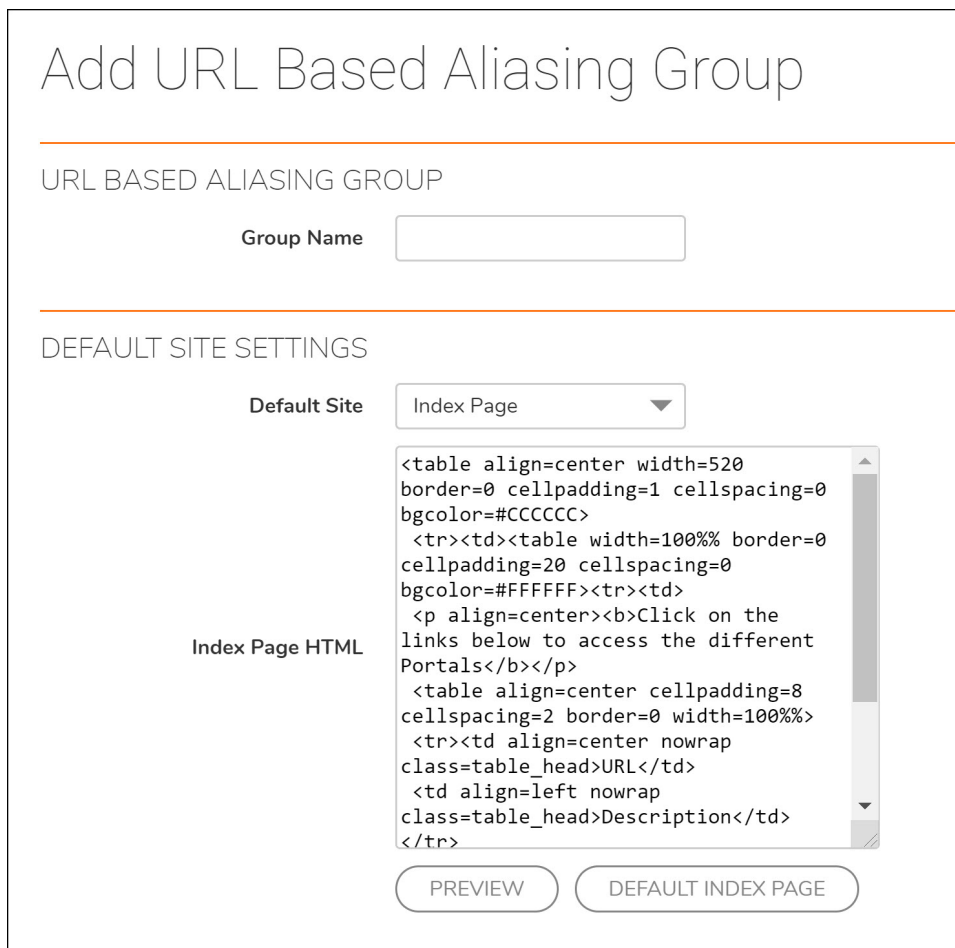 Add URL Based Aliasing Group
URL BASED ALIASING GROUP
Group Name
DEFAULT SITE SETTINGS
Default Site
Index Page
Index Page HTML
<table align=center width=520
border=0 cellpadding=1 cellspacing=0
bgcolor=#CCCCCC>
<tr><td><table width=100%% border=0
cellpadding=20 cellspacing=0
bgcolor=#FFFFFF><tr><td>
<p align=center><b>Click on the
links below to access the different
Portals</b></p>
<table align=center cellpadding=8
cellspacing=2 border=0 width=100%%>
<tr><td align=center nowrap
class=table_head>URL</td>
<td align=left nowrap
class=table_head>Description</td>
</tr>
PREVIEW
DEFAULT INDEX PAGE